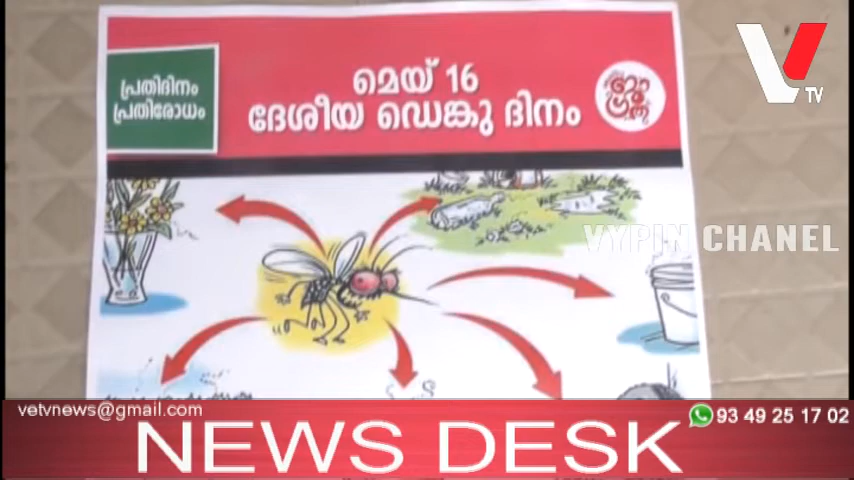 പ്രതിദിനം
പ്രതിരോധം
മെയ് 16
ദേശീയ ഡെങ്കു ദിനം
TV
VYPIN CHANEL
vetvnews@gmail.com
93 49 25 17 02
NEWS DESK